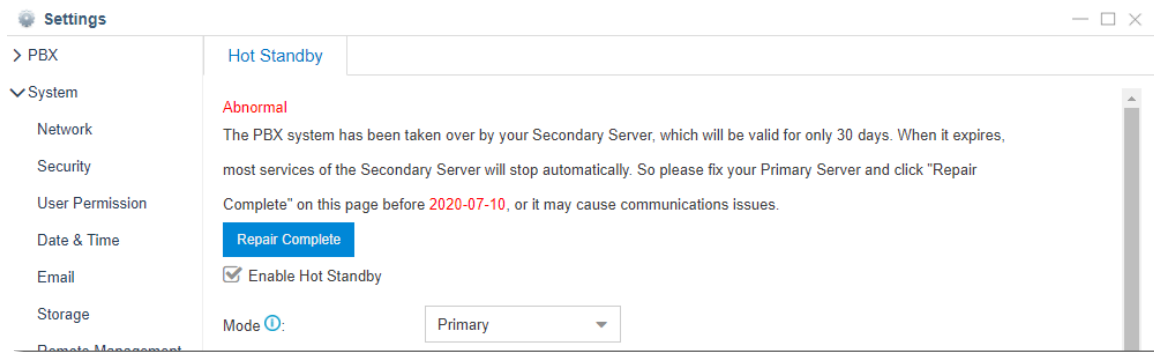 Settings
PBX
System
Network
Security
User Permission
Date & Time
Email
Storage
Remote Management
Hot Standby
Abnormal
The PBX system has been taken over by your Secondary Server, which will be valid for only 30 days. When it expires,
most services of the Secondary Server will stop automatically. So please fix your Primary Server and click "Repair
Complete" on this page before 2020-07-10, or it may cause communications issues.
Repair Complete
Enable Hot Standby
Mode :
Primary